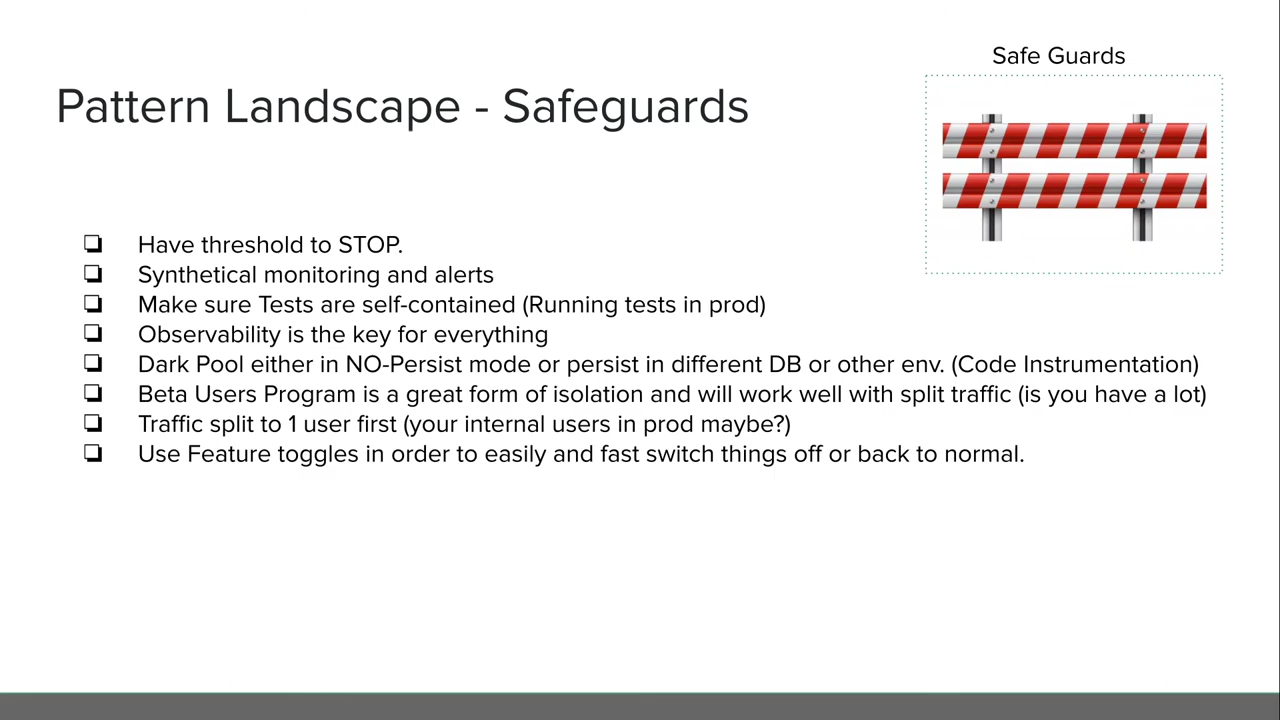 Safe Guards
Pattern Landscape - Safeguards
❏ Have threshold to STOP.
❏ Synthetical monitoring and alerts
❏ Make sure Tests are self-contained (Running tests in prod)
❏ Observability is the key for everything
❏ Dark Pool either in NO-Persist mode or persist in different DB or other env. (Code Instrumentation)
❏ Beta Users Program is a great form of isolation and will work well with split traffic (is you have a lot)
❏ Traffic split to 1 user first (your internal users in prod maybe?)
❏ Use Feature toggles in order to easily and fast switch things off or back to normal.